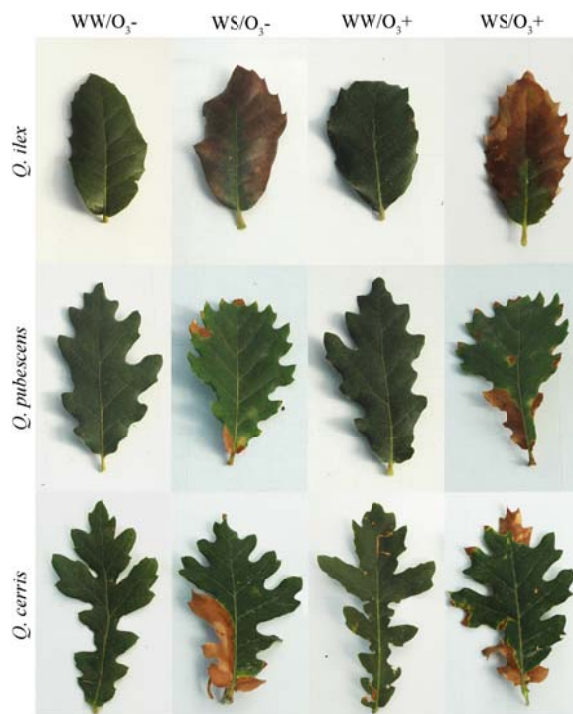 WW/O₃- WS/O₃- WW/O₃+ WS/O₃+
Q. ilex
Q. pubescens
Q. cerris